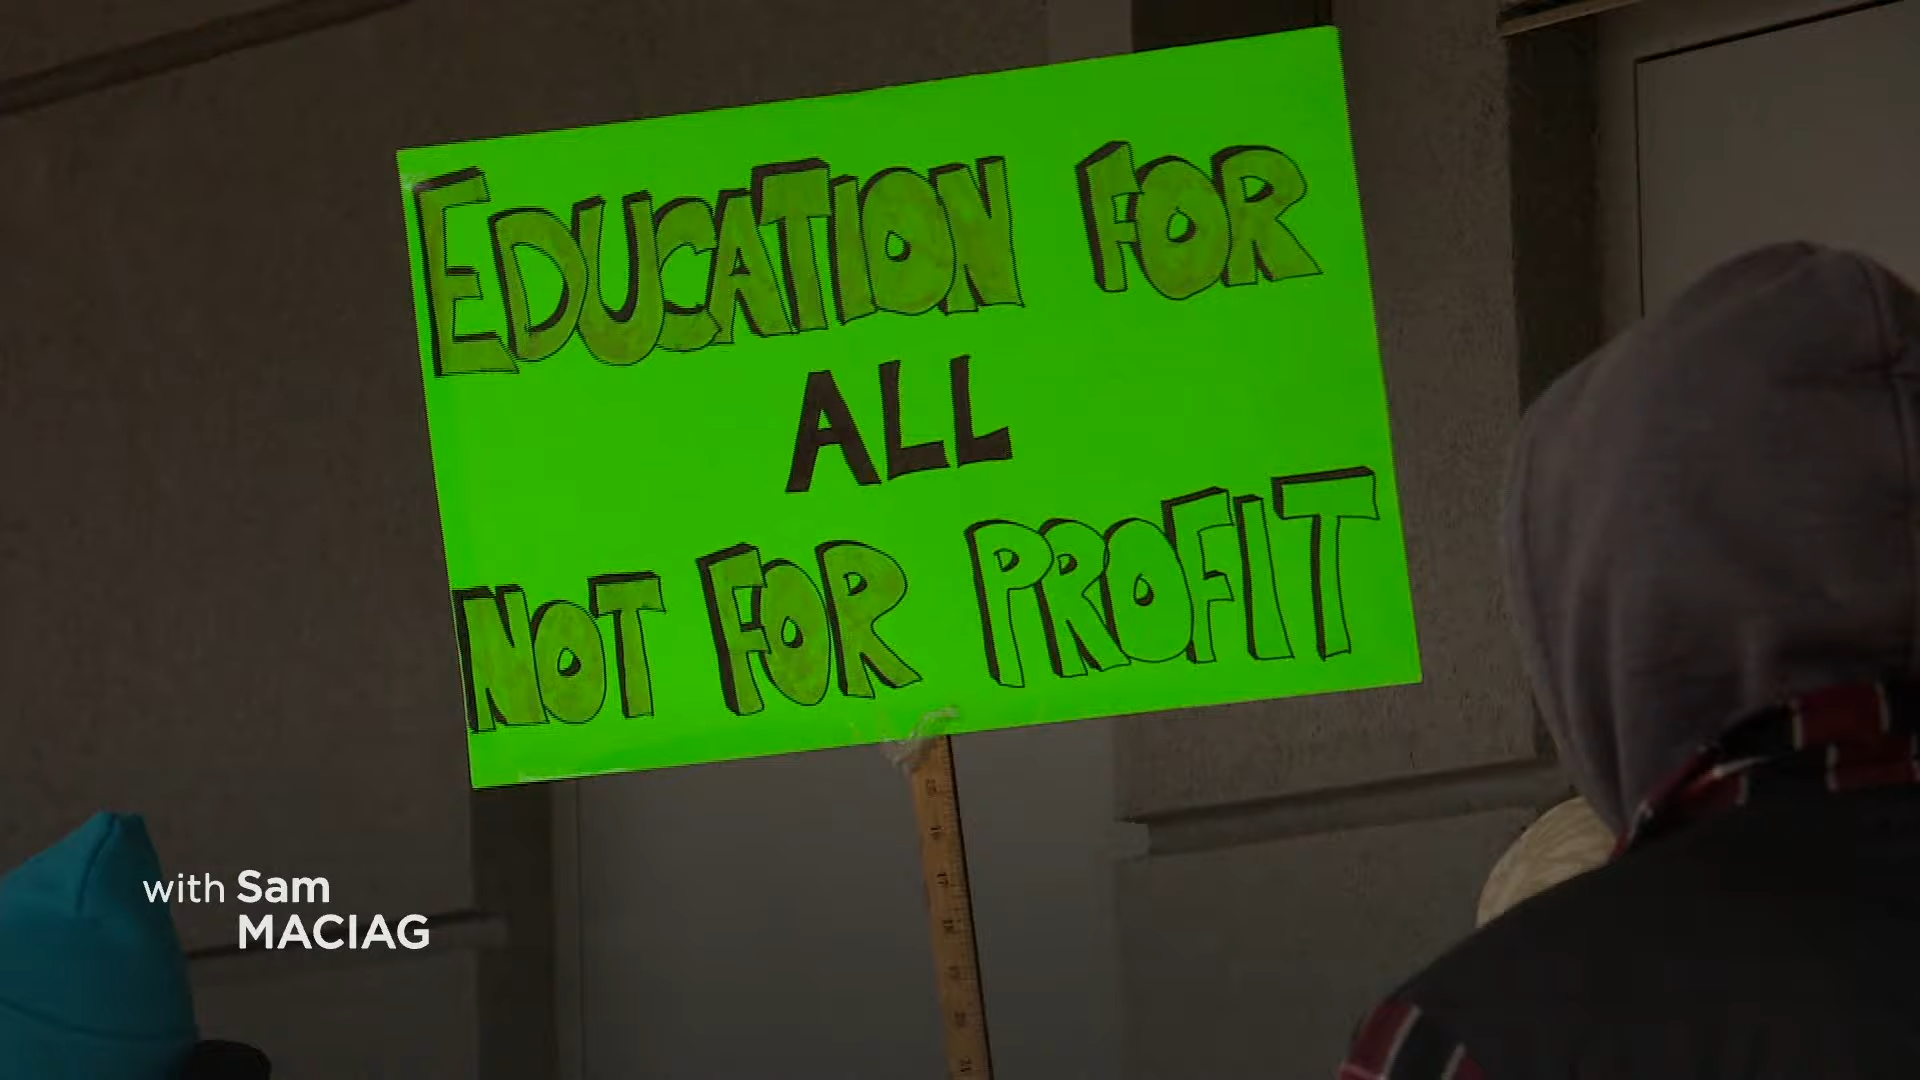 EDUCATION FOR
ALL
NOT FOR PROFIT
with Sam
MACIAG